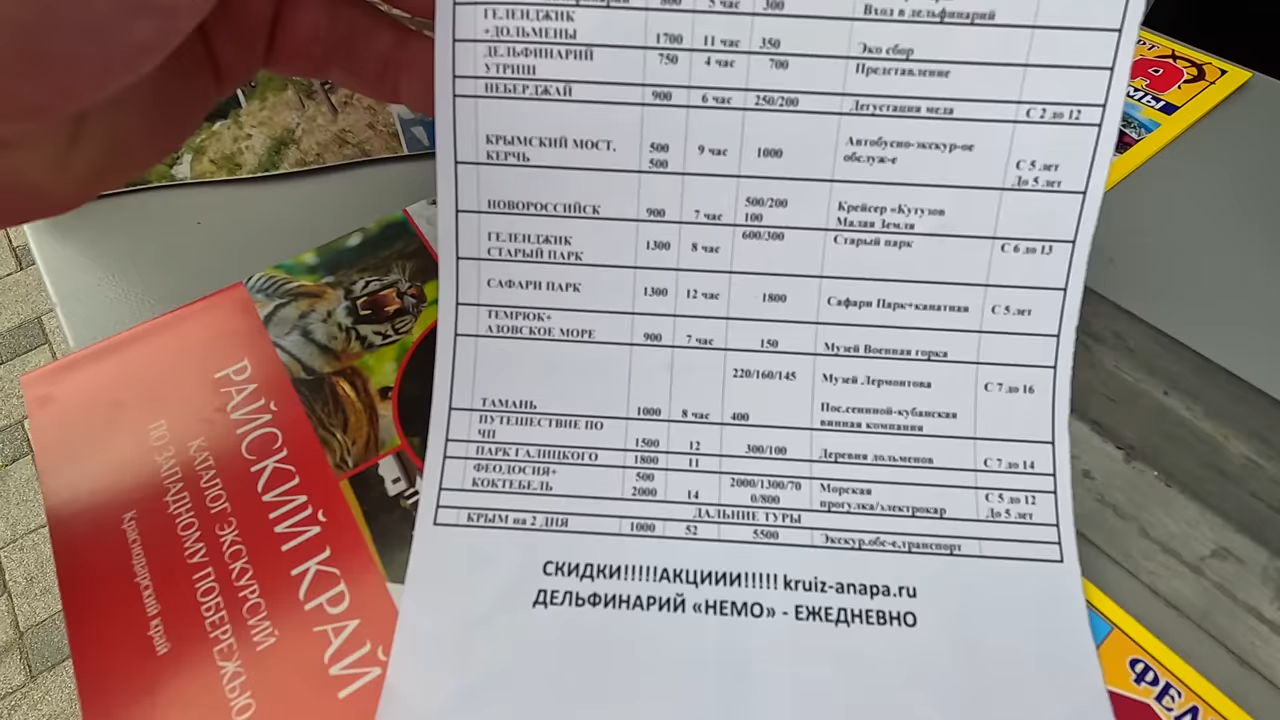 800 5 час 300 Вход в дельфинарий
ГЕЛЕНДЖИК
+ДОЛЬМЕНЫ 1700 11 час 350 Эко сбор
ДЕЛЬФИНАРИЙ 750 4 час 700 Представление
УТРИШ
НЕБЕРДЖАЙ 900 6 час 250/200 Дегустация меда С 2 до 12
КРЫМСКИЙ МОСТ. 500 9 час 1000 Автобусно-экскур-ое
КЕРЧЬ 500 обслуж-е С 5 лет
До 5 лет
НОВОРОССИЙСК 900 7 час 500/200 Крейсер «Кутузов
100 Малая Земля
ГЕЛЕНДЖИК 1300 8 час 600/300 Старый парк С 6 до 13
СТАРЫЙ ПАРК
САФАРИ ПАРК 1300 12 час 1800 Сафари Парк+канатная С 5 лет
ТЕМРЮК+
АЗОВСКОЕ МОРЕ 900 7 час 150 Музей Военная горка
220/160/145 Музей Лермонтова С 7 до 16
ТАМАНЬ 1000 8 час 400 Пос.сенной-кубанская
винная компания
ПУТЕШЕСТВИЕ ПО
ЧП 1500 12 300/100 Деревня дольменов С 7 до 14
ПАРК ГАЛИЦКОГО 1800 11
ФЕОДОСИЯ+ 500 2000/1300/70 Морская С 5 до 12
КОКТЕБЕЛЬ 2000 14 0/800 прогулка/электрокар До 5 лет
ДАЛЬНИЕ ТУРЫ
КРЫМ на 2 ДНЯ 1000 52 5500 Экскур.обс-е,транспорт
СКИДКИ!!!!!АКЦИИИ!!!!! kruiz-anapa.ru
ДЕЛЬФИНАРИЙ «НЕМО» - ЕЖЕДНЕВНО
РАЙСКИЙ КРАЙ
КАТАЛОГ ЭКСКУРСИЙ
ПО ЗАПАДНОМУ ПОБЕРЕЖЬЮ
Краснодарский край